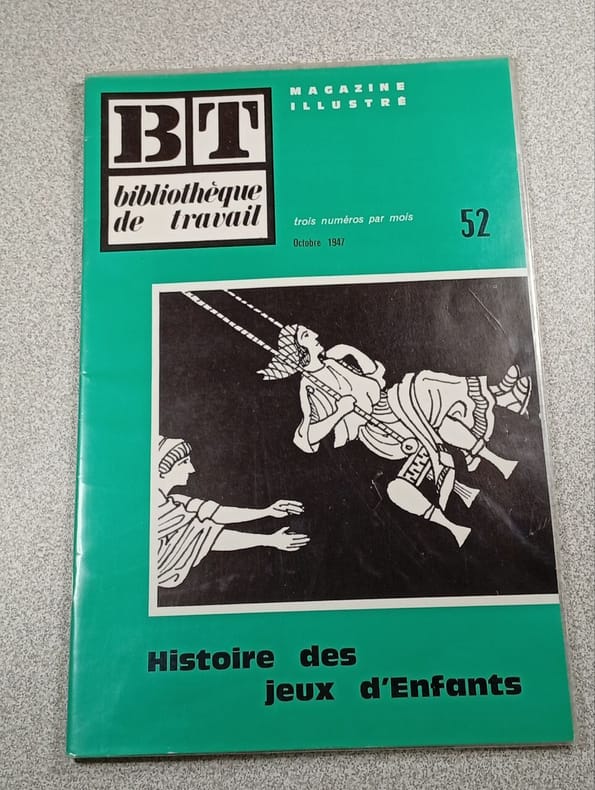 BT
bibliothèque
de travail
MAGAZINE
ILLUSTRÉ
trois numéros par mois
Octobre 1947
52
Histoire des
jeux d'Enfants